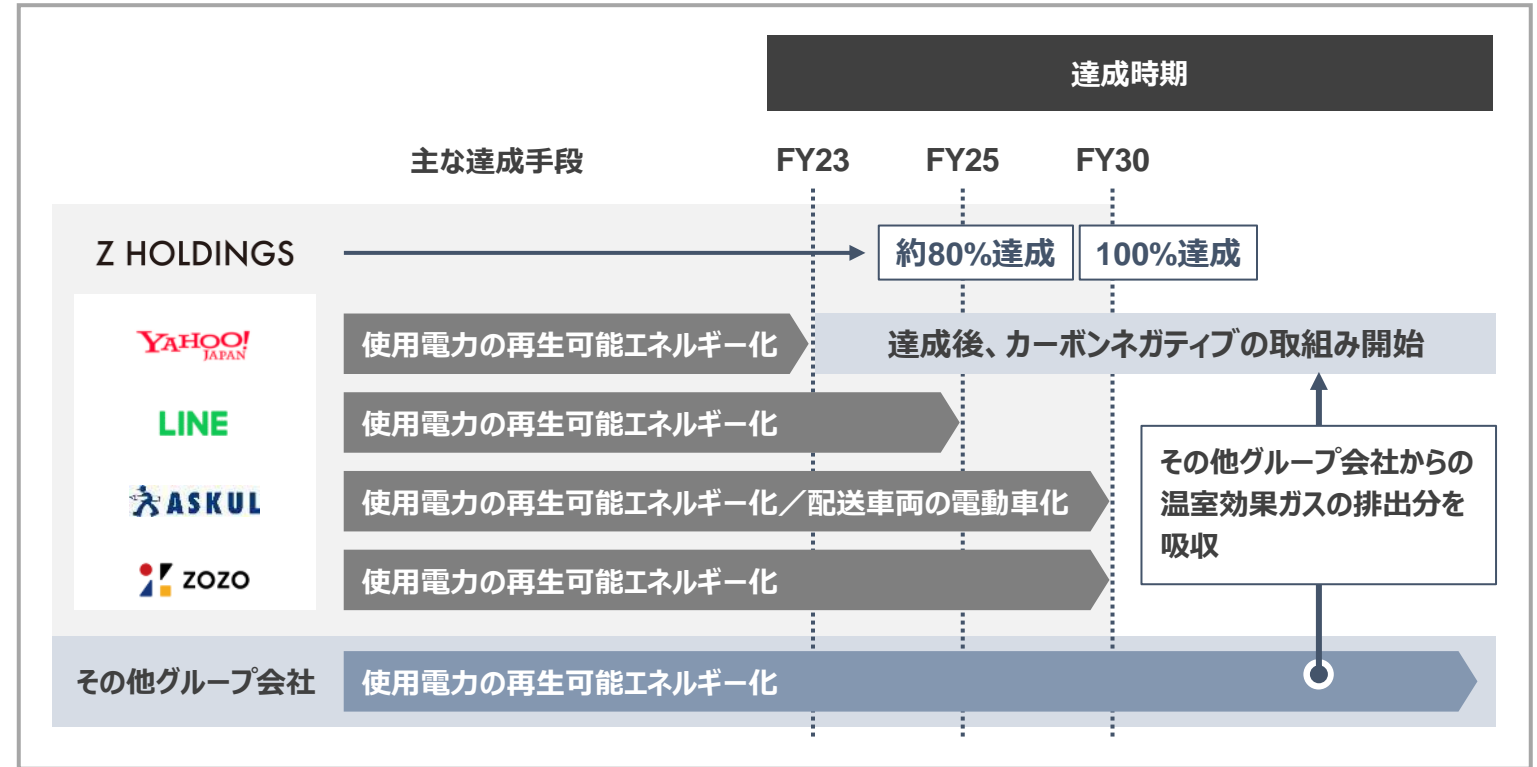 達成時期
主な達成手段
FY23
FY25
FY30
Z HOLDINGS
約80%達成
100%達成
YAHOO!
JAPAN
使用電力の再生可能エネルギー化
達成後、カーボンネガティブの取組み開始
LINE
使用電力の再生可能エネルギー化
ASKUL
使用電力の再生可能エネルギー化／配送車両の電動車化
その他グループ会社からの
温室効果ガスの排出分を
吸収
ZOZO
使用電力の再生可能エネルギー化
その他グループ会社
使用電力の再生可能エネルギー化